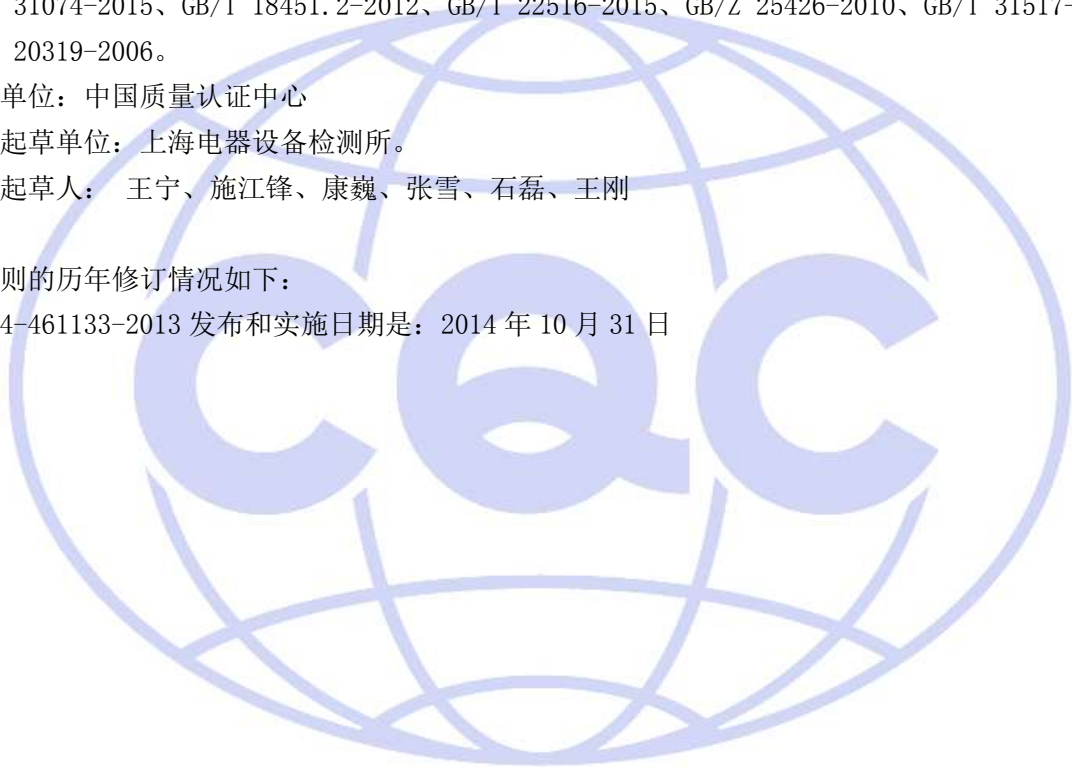 31074-2015、GB/T 18451.2-2012、GB/T 22516-2015、GB/Z 25426-2010、GB/T 31517-
20319-2006。
单位：中国质量认证中心
起草单位：上海电器设备检测所。
起草人： 王宁、施江锋、康巍、张雪、石磊、王刚
则的历年修订情况如下：
4-461133-2013 发布和实施日期是：2014 年 10 月 31 日
CQC